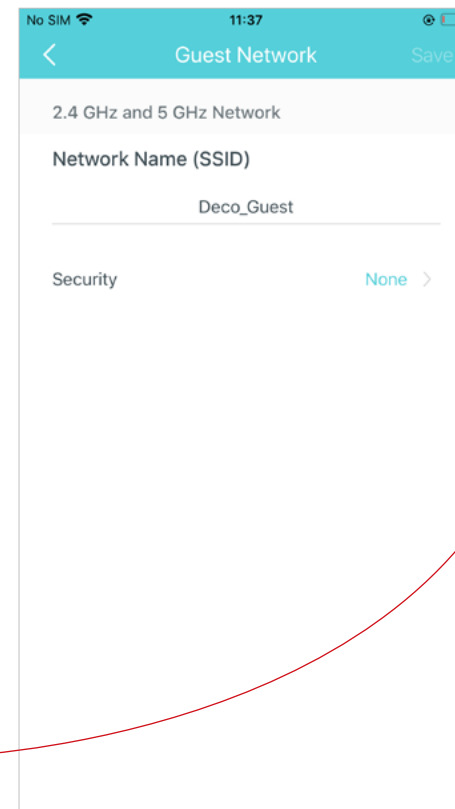 No SIM 11:37
Guest Network Save
2.4 GHz and 5 GHz Network
Network Name (SSID)
Deco_Guest
Security None